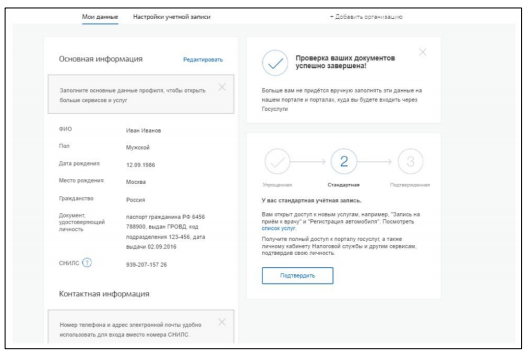 Мои данные
Настройки учетной записи
+ Добавить организацию
Основная информация
Редактировать
Заполните основные данные профиля, чтобы открыть
больше сервисов и услуг
ФИО
Иван Иванов
Пол
Мужской
Дата рождения
12.09.1986
Место рождения
Москва
Гражданство
Россия
Документ,
удостоверяющий
личность
паспорт гражданина РФ 6456
788900, выдан ГРОВД, код
подразделения 123-456, дата
выдачи 02.09.2016
СНИЛС ?
936-207-157 26
Контактная информация
Номер телефона и адрес электронной почты удобно
использовать для входа вместо номера СНИЛС.
Проверка ваших документов
успешно завершена!
Больше вам не придётся вручную заполнять эти данные на
нашем портале и порталах, куда вы будете входить через
Госуслуги
2
3
Упрощенная
Стандартная
Подтвержденная
У вас стандартная учётная запись.
Вам открыт доступ к новым услугам, например, "Запись на
приём к врачу" и "Регистрация автомобиля". Посмотреть
список услуг.
Получите полный доступ к порталу госуслуг, а также
личному кабинету Налоговой службы и другим сервисам,
подтвердив свою личность.
Подтвердить